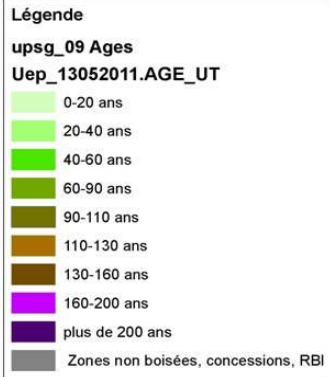 Légende
upsg_09 Ages
Uep_13052011.AGE_UT
0-20 ans
20-40 ans
40-60 ans
60-90 ans
90-110 ans
110-130 ans
130-160 ans
160-200 ans
plus de 200 ans
Zones non boisées, concessions, RBI